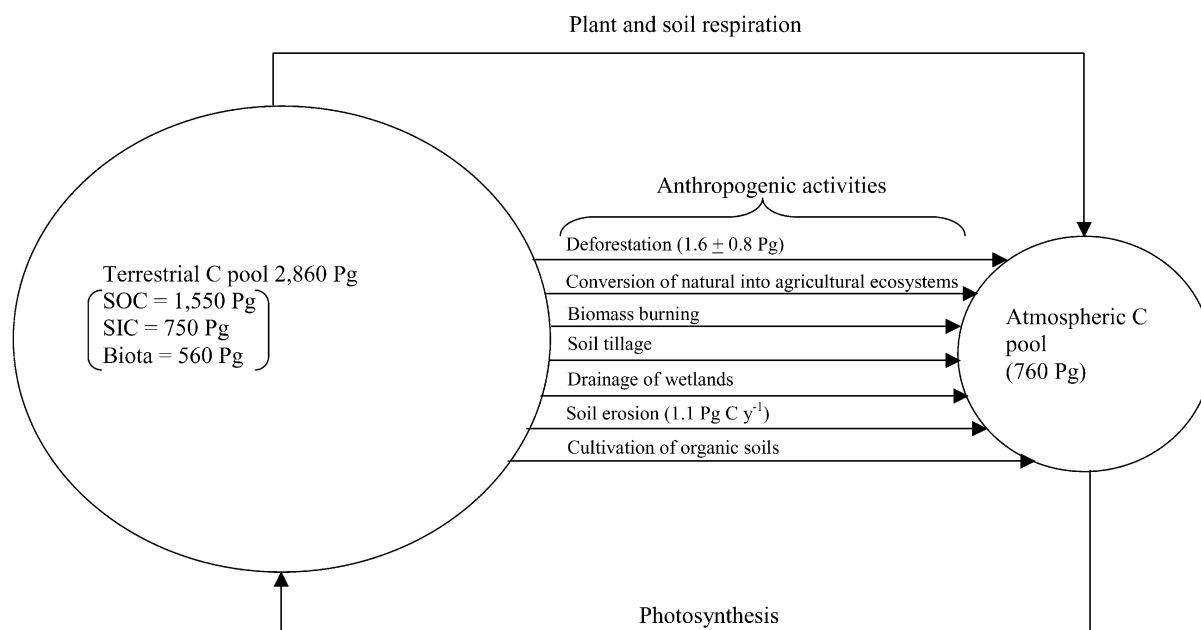 Plant and soil respiration
Anthropogenic activities
Deforestation (1.6 ± 0.8 Pg)
Conversion of natural into agricultural ecosystems
Biomass burning
Soil tillage
Drainage of wetlands
Soil erosion (1.1 Pg C y⁻¹)
Cultivation of organic soils
Terrestrial C pool 2,860 Pg
SOC = 1,550 Pg
SIC = 750 Pg
Biota = 560 Pg
Atmospheric C
pool
(760 Pg)
Photosynthesis